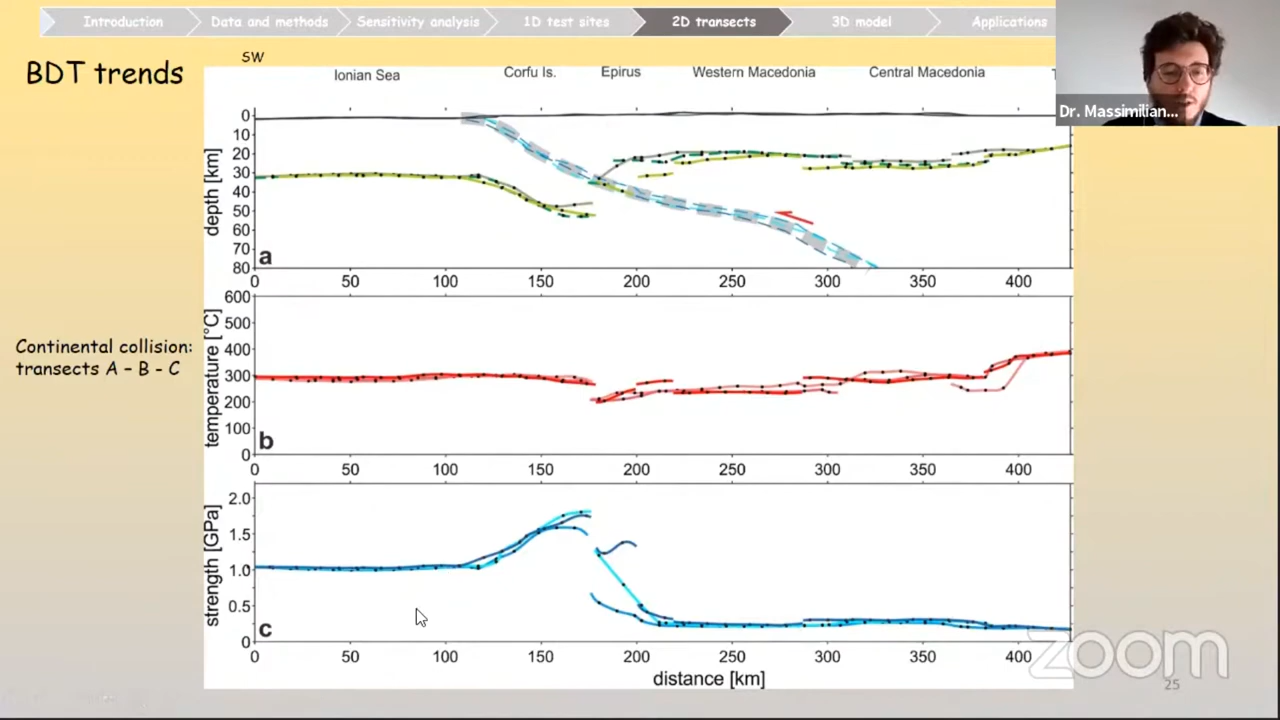 Introduction
Data and methods
Sensitivity analysis
1D test sites
2D transects
3D model
Applications
BDT trends
SW
Ionian Sea
Corfu Is.
Epirus
Western Macedonia
Central Macedonia
T
Dr. Massimilian...
0
10
20
30
40
50
60
70
80
depth [km]
a
0 50 100 150 200 250 300 350 400
Continental collision:
transects A – B - C
600
500
400
300
200
100
0
temperature [°C]
b
0 50 100 150 200 250 300 350 400
2.0
1.5
1.0
0.5
0
strength [GPa]
c
0 50 100 150 200 250 300 350 400
distance [km]
zoom
25